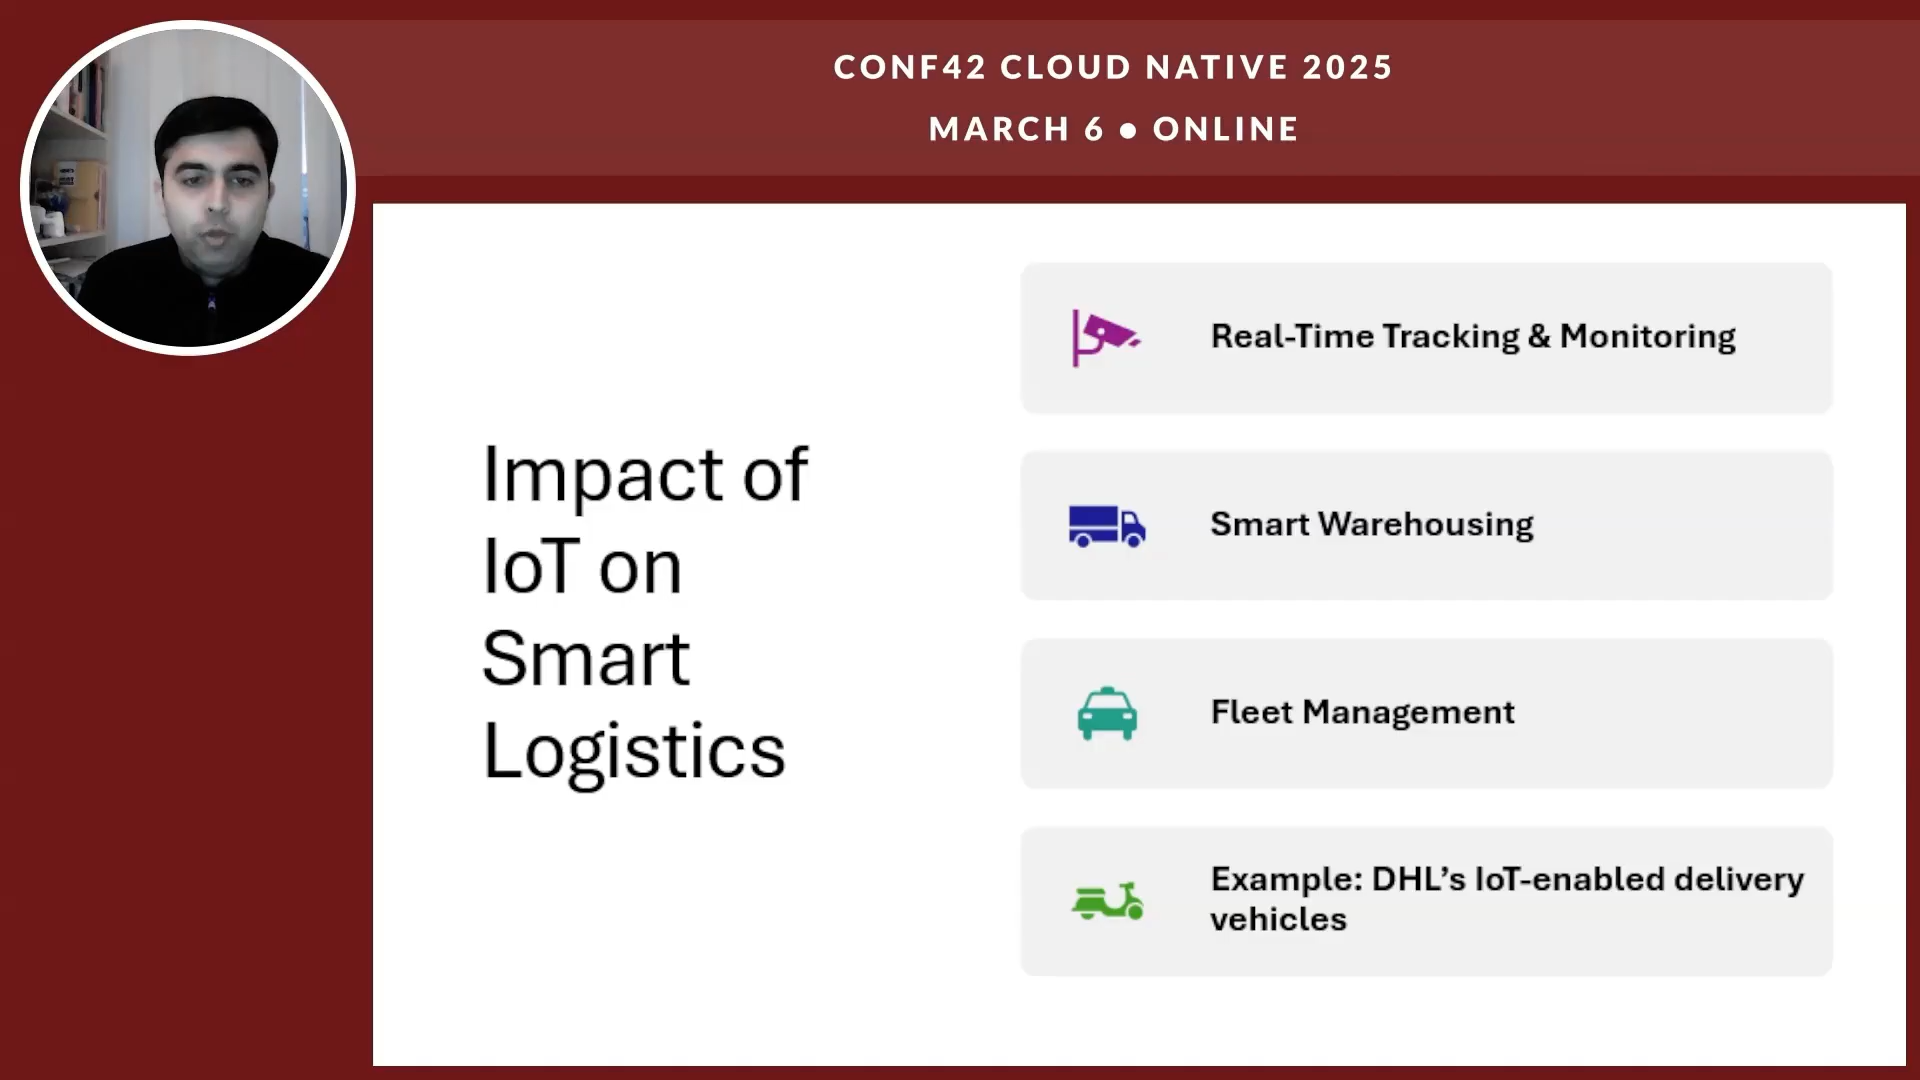 CONF42 CLOUD NATIVE 2025
MARCH 6 ● ONLINE
Impact of
IoT on
Smart
Logistics
Real-Time Tracking & Monitoring
Smart Warehousing
Fleet Management
Example: DHL’s IoT-enabled delivery
vehicles